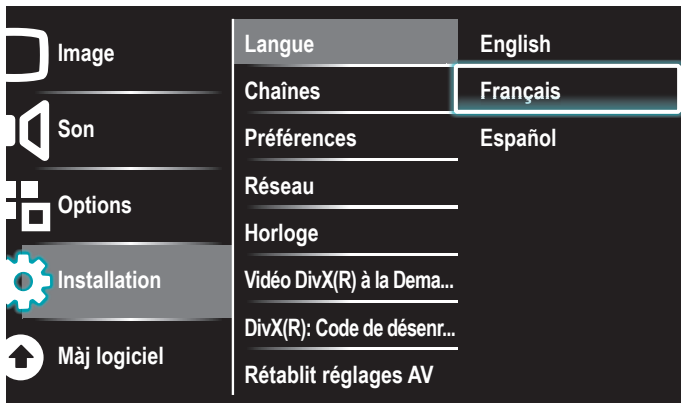 Image
Son
Options
Installation
Màj logiciel
Langue
Chaînes
Préférences
Réseau
Horloge
Vidéo DivX(R) à la Dema...
DivX(R): Code de désenr...
Rétablit réglages AV
English
Français
Español